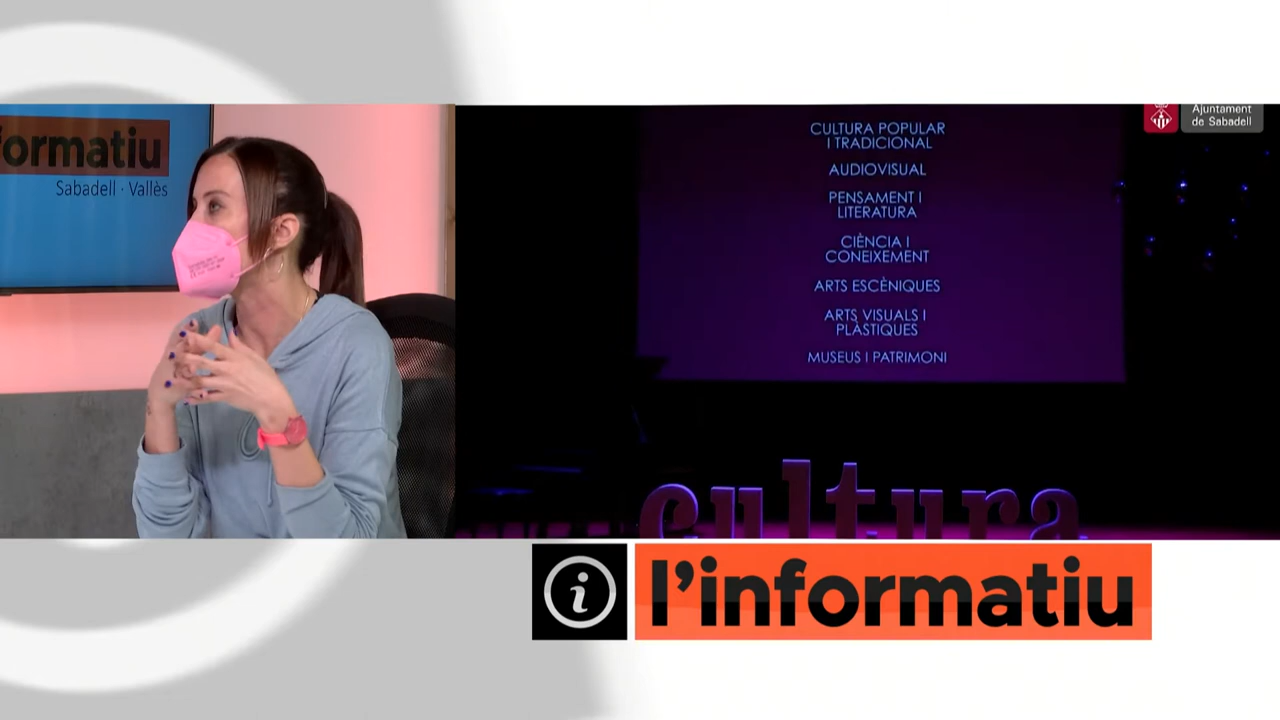 formatiu
Sabadell · Vallès
Ajuntament
de Sabadell
CULTURA POPULAR
I TRADICIONAL
AUDIOVISUAL
PENSAMENT I
LITERATURA
CIÈNCIA I
CONEIXEMENT
ARTS ESCÈNIQUES
ARTS VISUALS I
PLÀSTIQUES
MUSEUS I PATRIMONI
cultura
i
l'informatiu